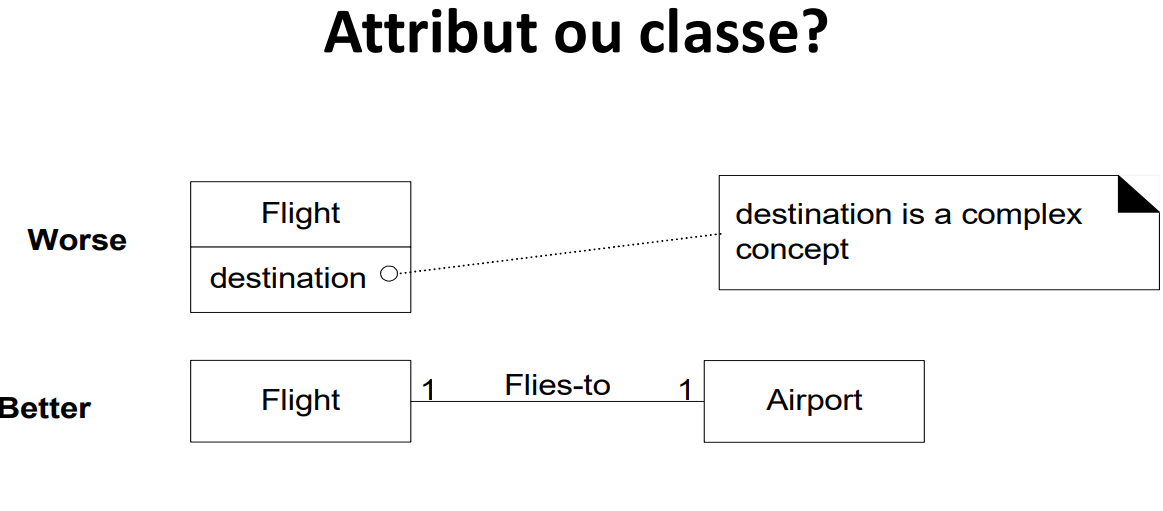 Attribut ou classe?
Worse
Flight
destination
destination is a complex
concept
Better
Flight
1
Flies-to
1
Airport